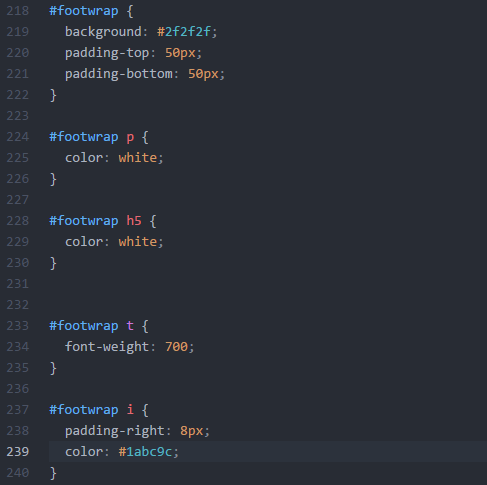 218 #footwrap {
219   background: #2f2f2f;
220   padding-top: 50px;
221   padding-bottom: 50px;
222 }
223
224 #footwrap p {
225   color: white;
226 }
227
228 #footwrap h5 {
229   color: white;
230 }
231
232
233 #footwrap t {
234   font-weight: 700;
235 }
236
237 #footwrap i {
238   padding-right: 8px;
239   color: #1abc9c;
240 }